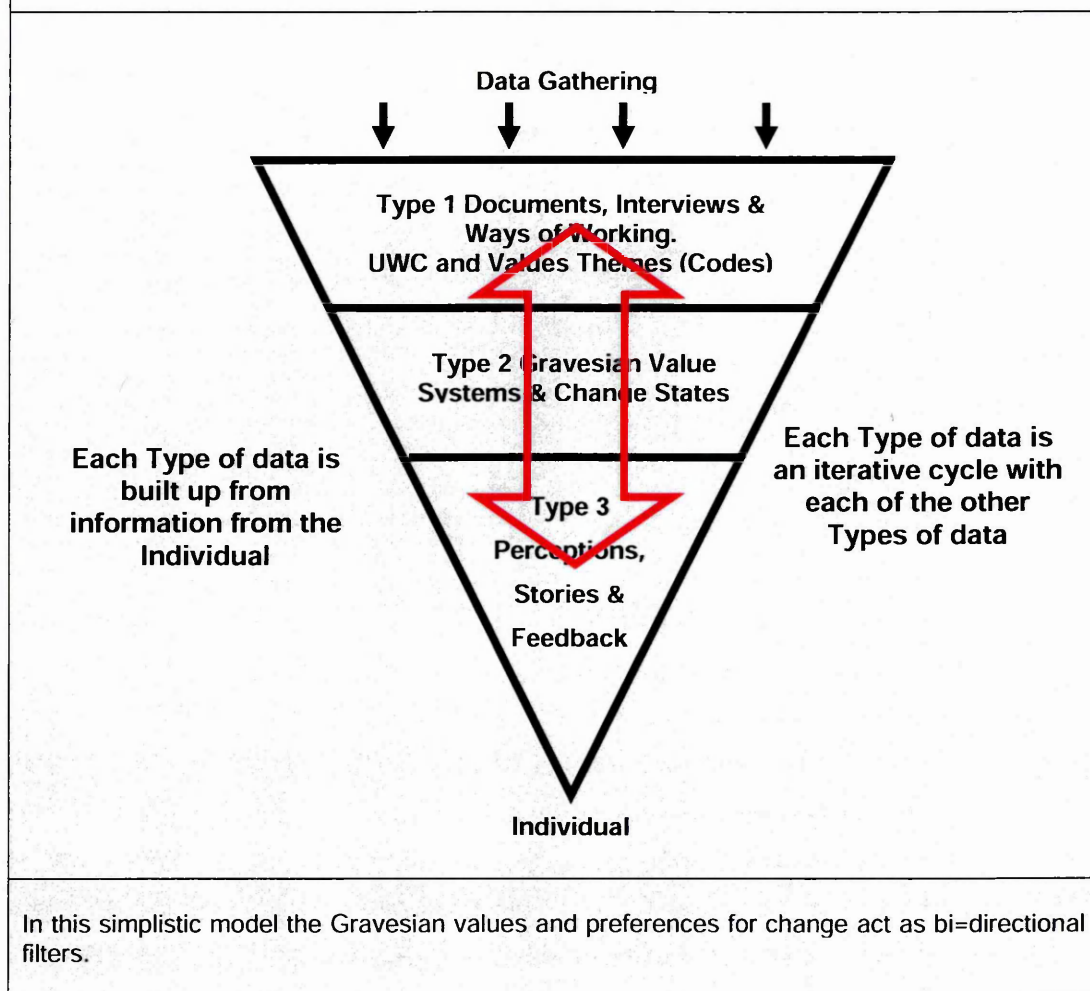 Data Gathering
Type 1 Documents, Interviews &
Ways of Working.
UWC and Values Themes (Codes)
Type 2 Gravesian Value
Systems & Change States
Each Type of data is
built up from
information from the
Individual
Type 3
Perceptions,
Stories &
Feedback
Each Type of data is
an iterative cycle with
each of the other
Types of data
Individual
In this simplistic model the Gravesian values and preferences for change act as bi=directional
filters.